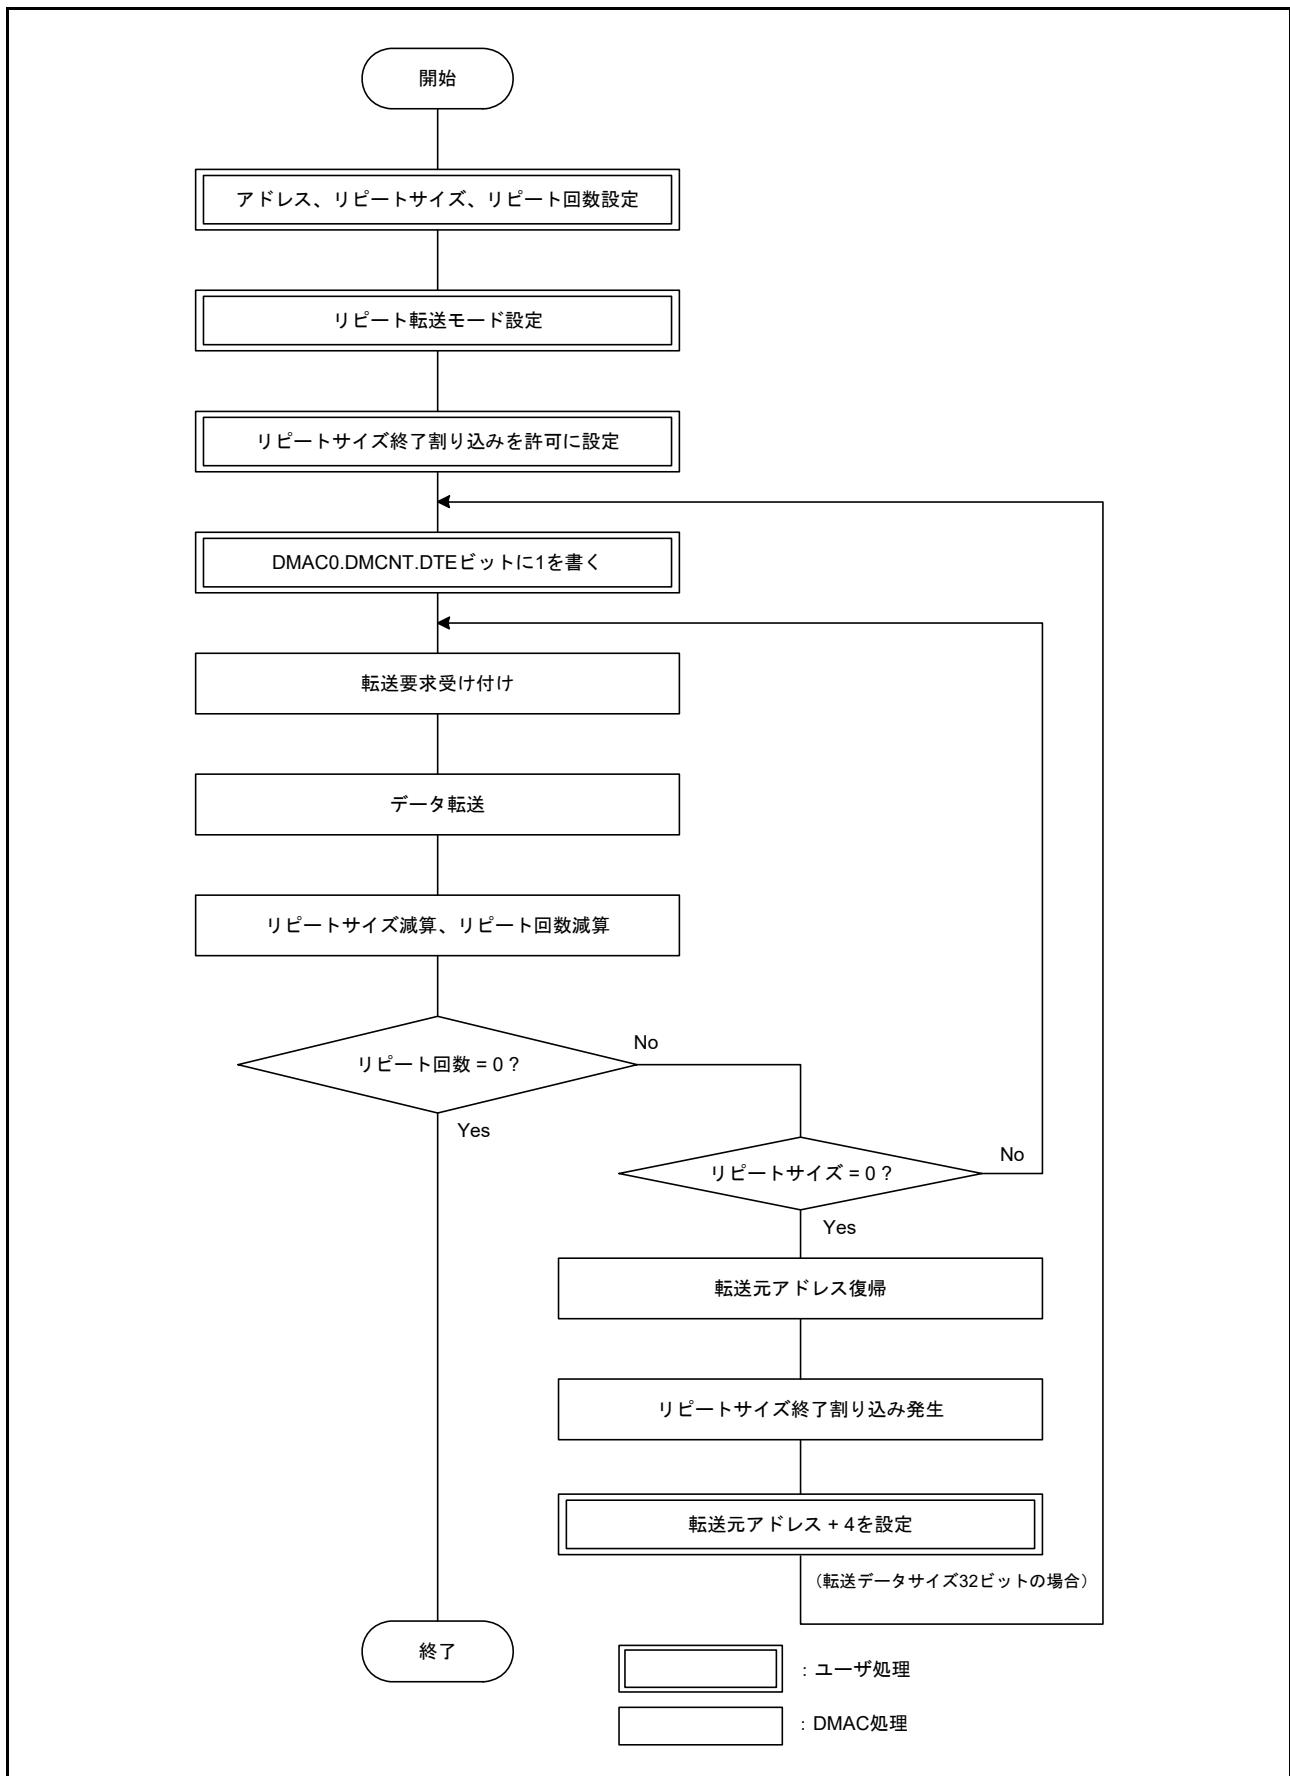 開始
アドレス、リピートサイズ、リピート回数設定
リピート転送モード設定
リピートサイズ終了割り込みを許可に設定
DMAC0.DMCNT.DTEビットに1を書く
転送要求受け付け
データ転送
リピートサイズ減算、リピート回数減算
リピート回数 = 0 ?
No
Yes
リピートサイズ = 0 ?
No
Yes
転送元アドレス復帰
リピートサイズ終了割り込み発生
転送元アドレス + 4を設定
（転送データサイズ32ビットの場合）
終了
：ユーザ処理
：DMAC処理